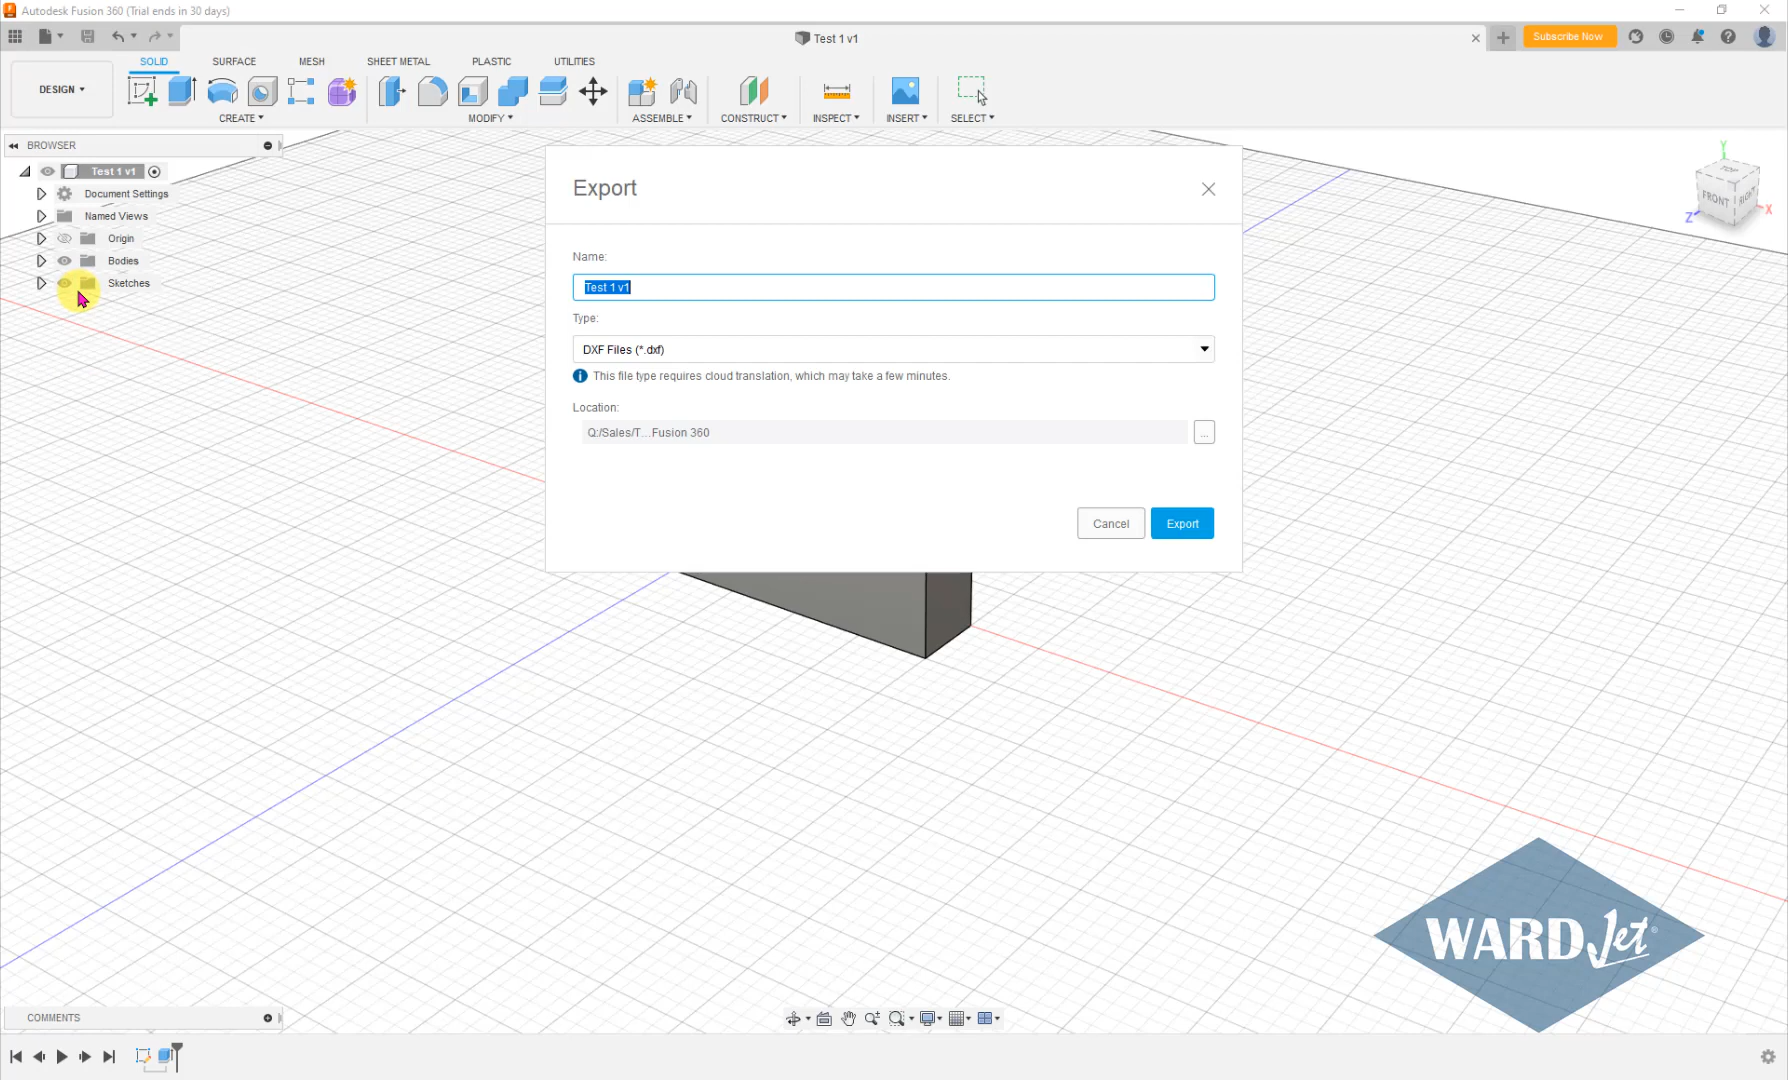 Autodesk Fusion 360 (Trial ends in 30 days)
Test 1 v1
Subscribe Now
SOLID
SURFACE
MESH
SHEET METAL
PLASTIC
UTILITIES
DESIGN
CREATE
MODIFY
ASSEMBLE
CONSTRUCT
INSPECT
INSERT
SELECT
BROWSER
Test 1 v1
Document Settings
Named Views
Origin
Bodies
Sketches
Export
Name:
Test 1 v1
Type:
DXF Files (*.dxf)
This file type requires cloud translation, which may take a few minutes.
Location:
Q:/Sales/T...Fusion 360
...
Cancel
Export
Y
TOP
FRONT
RIGHT
Z
X
WARDJet®
COMMENTS